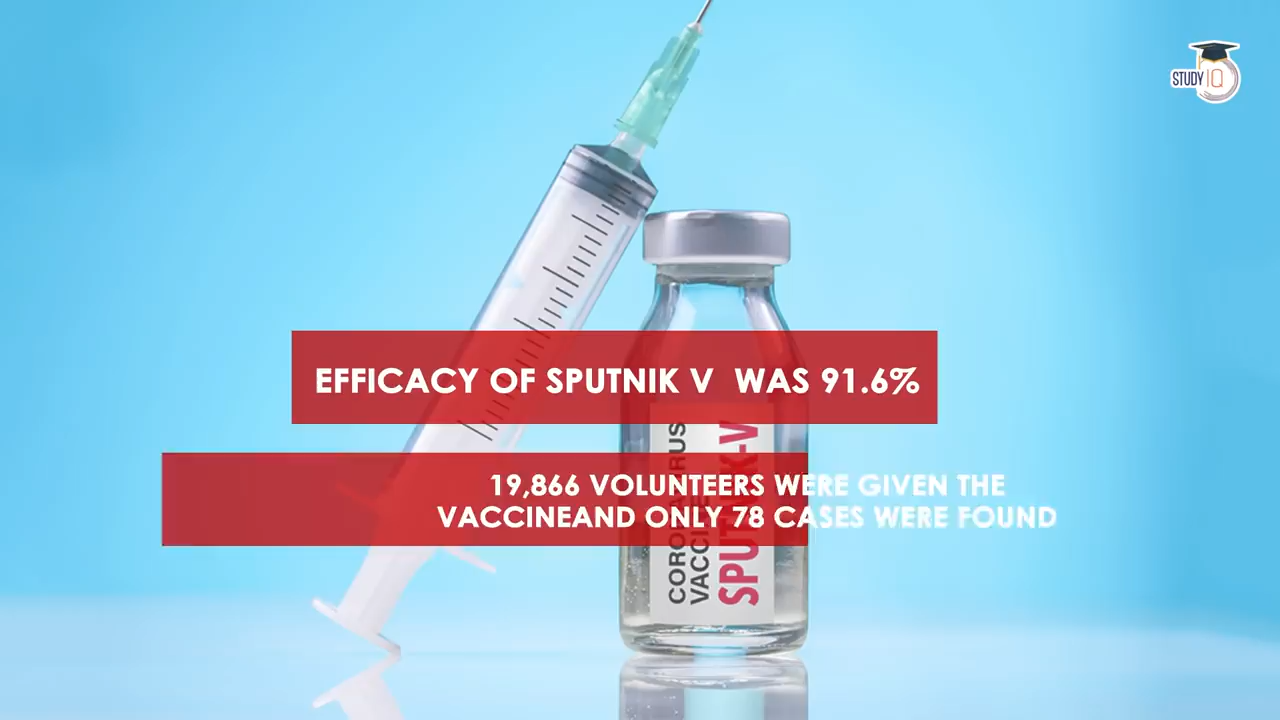 STUDY IQ
EFFICACY OF SPUTNIK V WAS 91.6%
19,866 VOLUNTEERS WERE GIVEN THE
VACCINEAND ONLY 78 CASES WERE FOUND
CORONAVIRUS
VACCINE
SPUTNIK-V